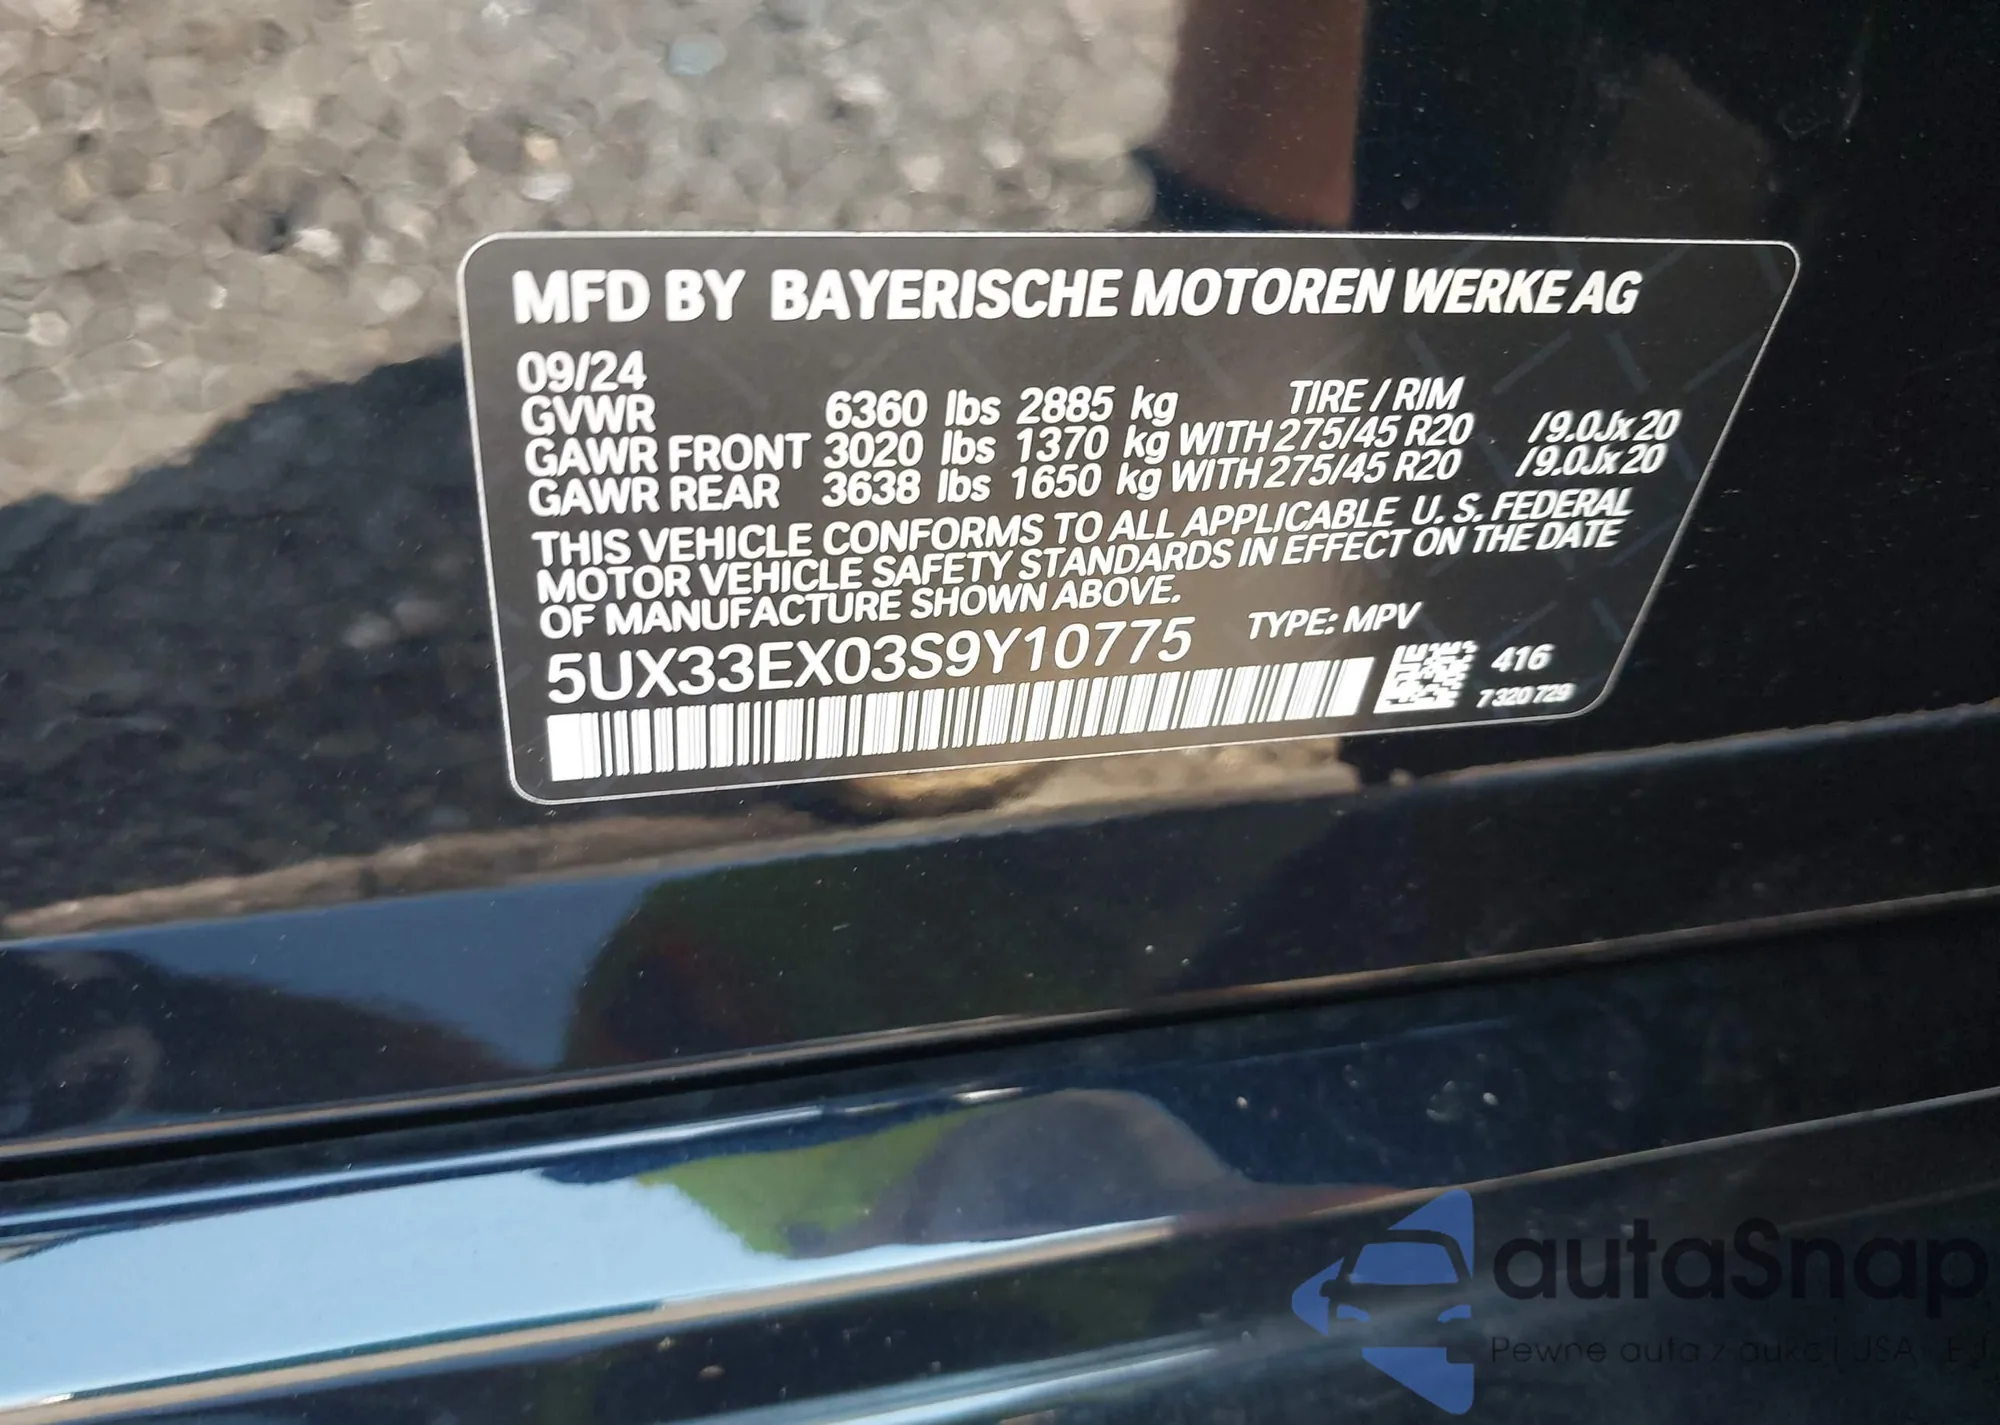 MFD BY BAYERISCHE MOTOREN WERKE AG
09/24
TIRE / RIM
GVWR 6360 lbs 2885 kg
GAWR FRONT 3020 lbs 1370 kg WITH 275/45 R20 /9.0Jx20
GAWR REAR 3638 lbs 1650 kg WITH 275/45 R20 /9.0Jx20
THIS VEHICLE CONFORMS TO ALL APPLICABLE U. S. FEDERAL
MOTOR VEHICLE SAFETY STANDARDS IN EFFECT ON THE DATE
OF MANUFACTURE SHOWN ABOVE.
5UX33EX03S9Y10775 TYPE: MPV
416
7 320 729
autaSnap
Pewne auta z